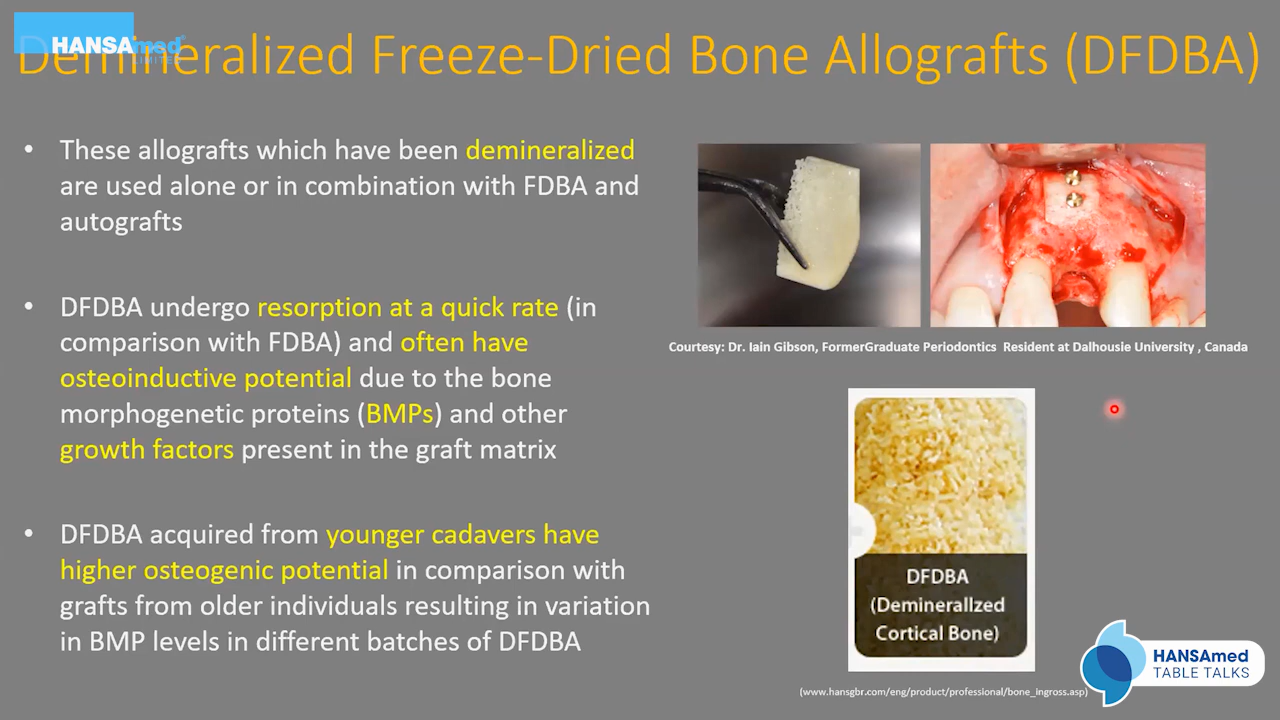 HANSAmed®
LIMITED
Demineralized Freeze-Dried Bone Allografts (DFDBA)
• These allografts which have been demineralized
are used alone or in combination with FDBA and
autografts
• DFDBA undergo resorption at a quick rate (in
comparison with FDBA) and often have
osteoinductive potential due to the bone
morphogenetic proteins (BMPs) and other
growth factors present in the graft matrix
• DFDBA acquired from younger cadavers have
higher osteogenic potential in comparison with
grafts from older individuals resulting in variation
in BMP levels in different batches of DFDBA
Courtesy: Dr. Iain Gibson, FormerGraduate Periodontics Resident at Dalhousie University , Canada
DFDBA
(Deminerallzed
Cortical Bone)
(www.hansgbr.com/eng/product/professional/bone_ingross.asp)
HANSAmed
TABLE TALKS